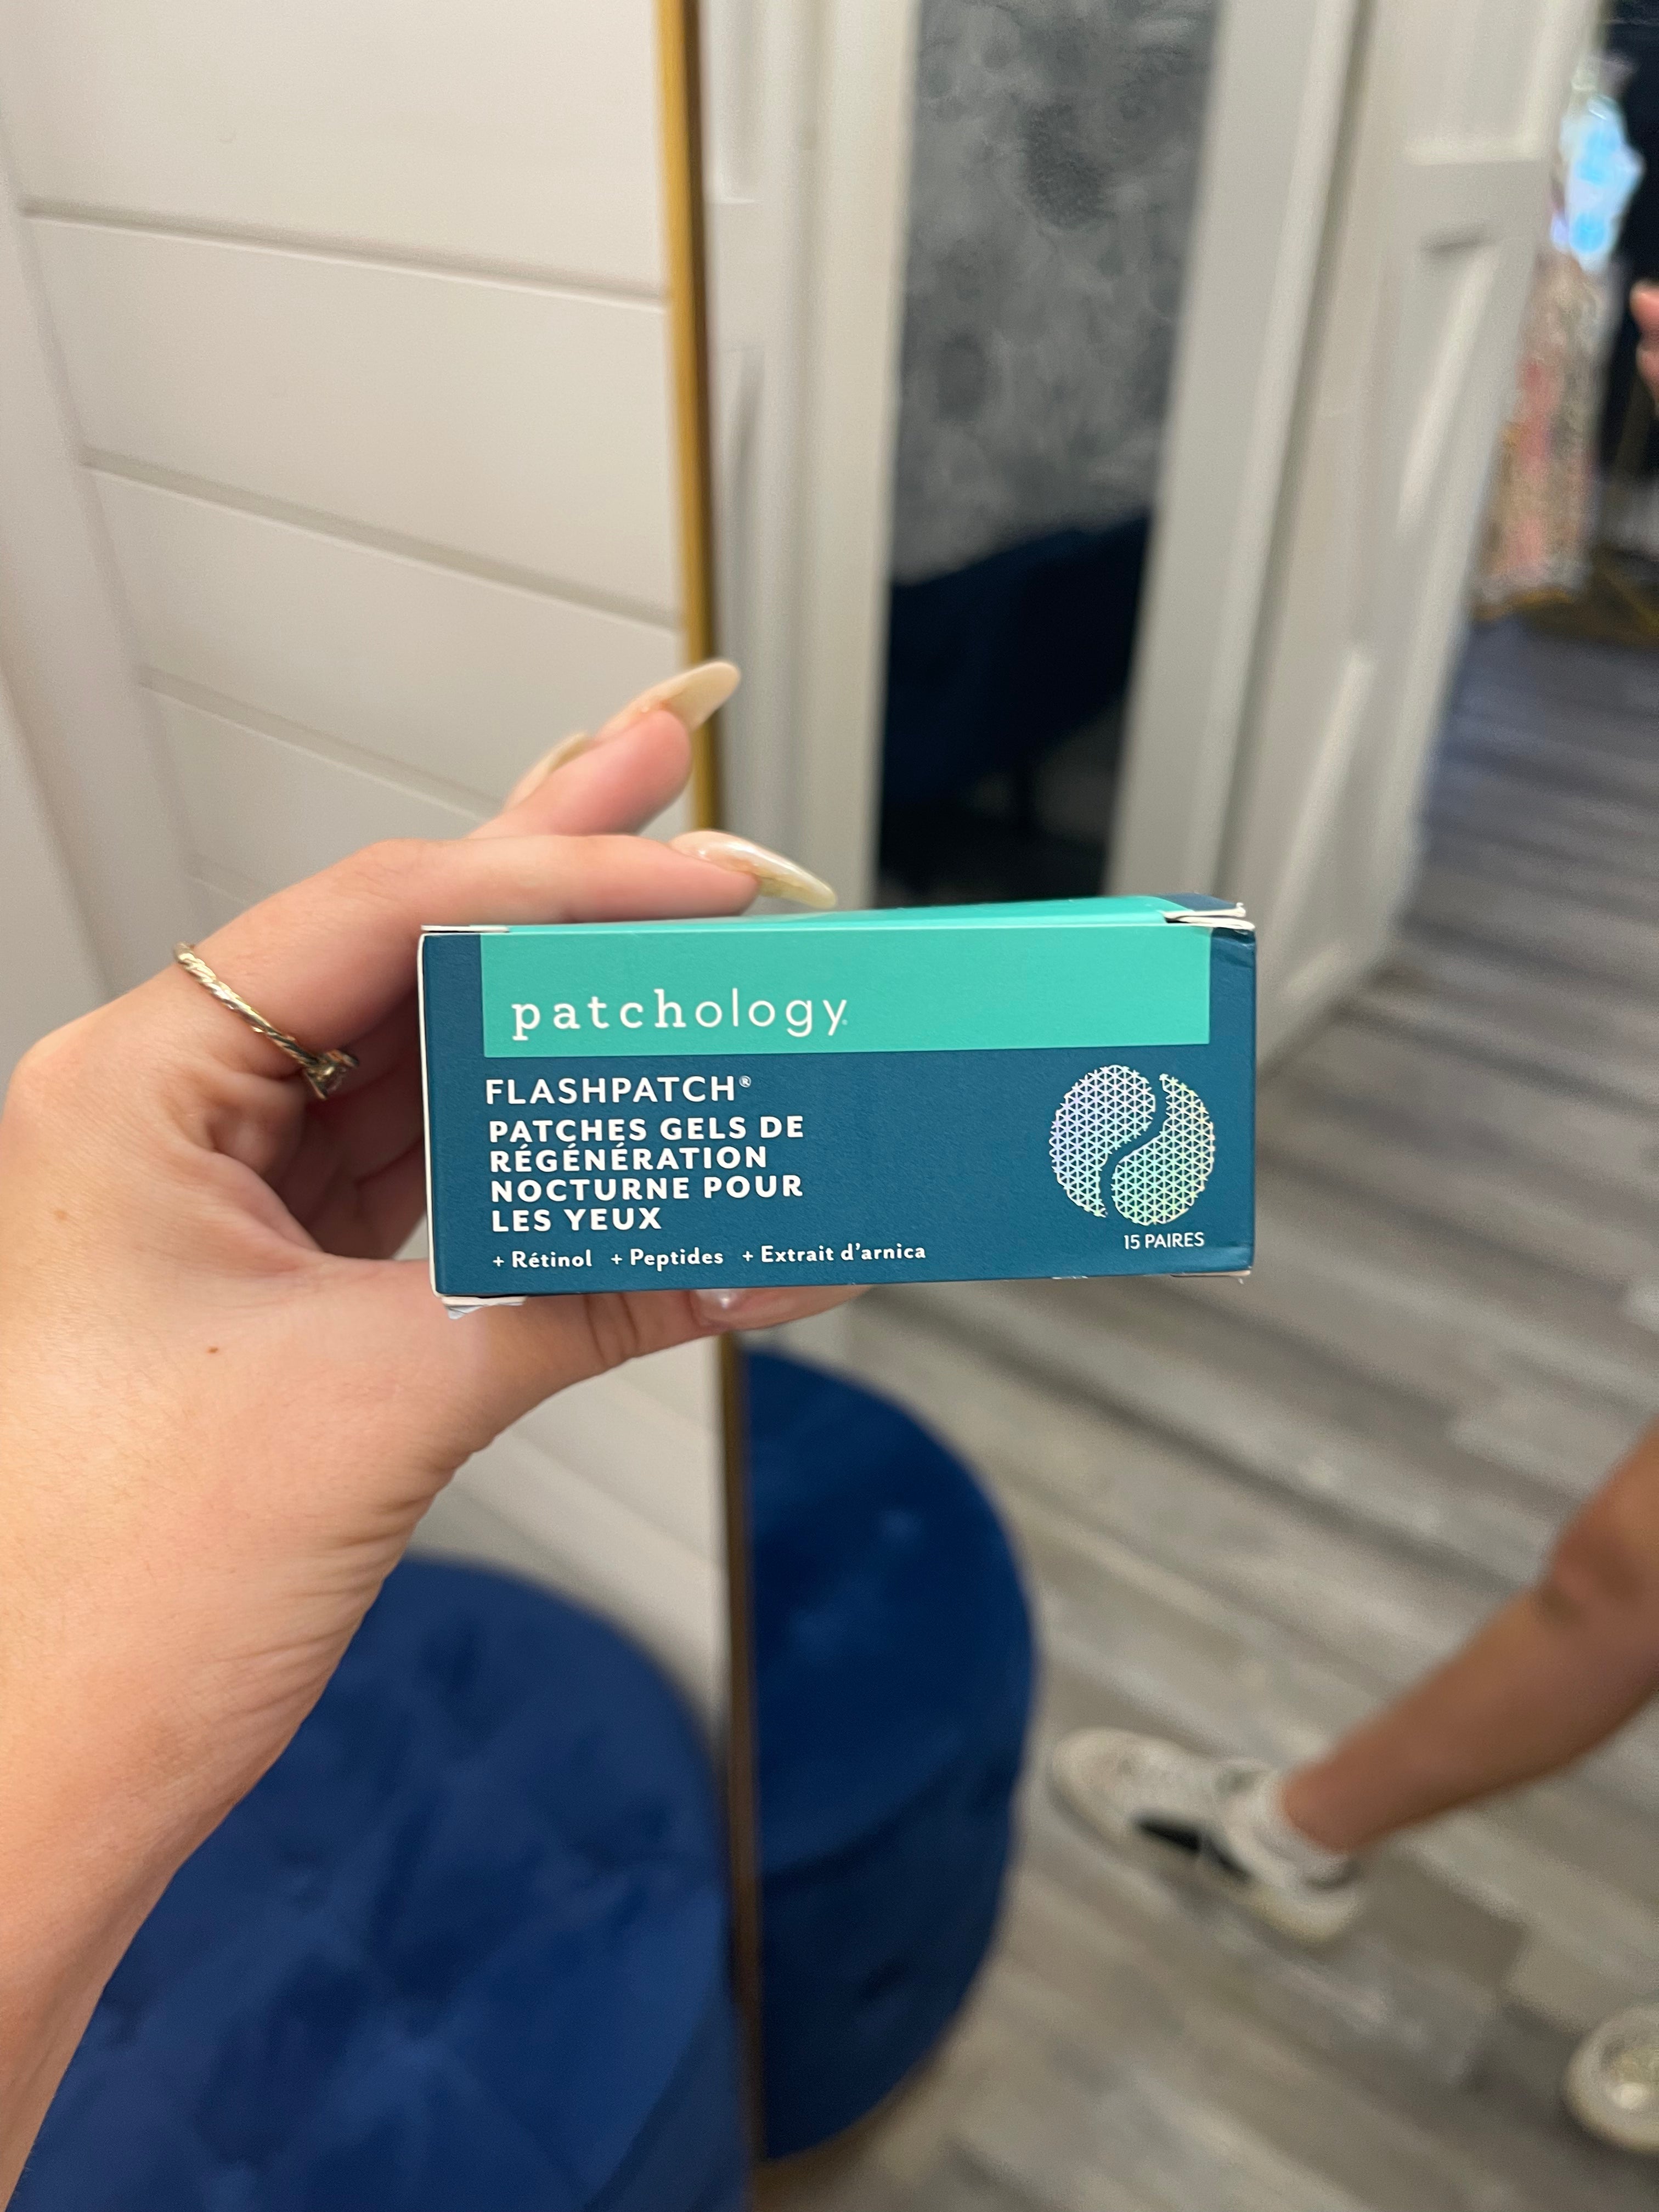 patchology
FLASHPATCH®
PATCHES GELS DE
RÉGÉNÉRATION
NOCTURNE POUR
LES YEUX
+ Rétinol + Peptides + Extrait d'arnica
15 PAIRES